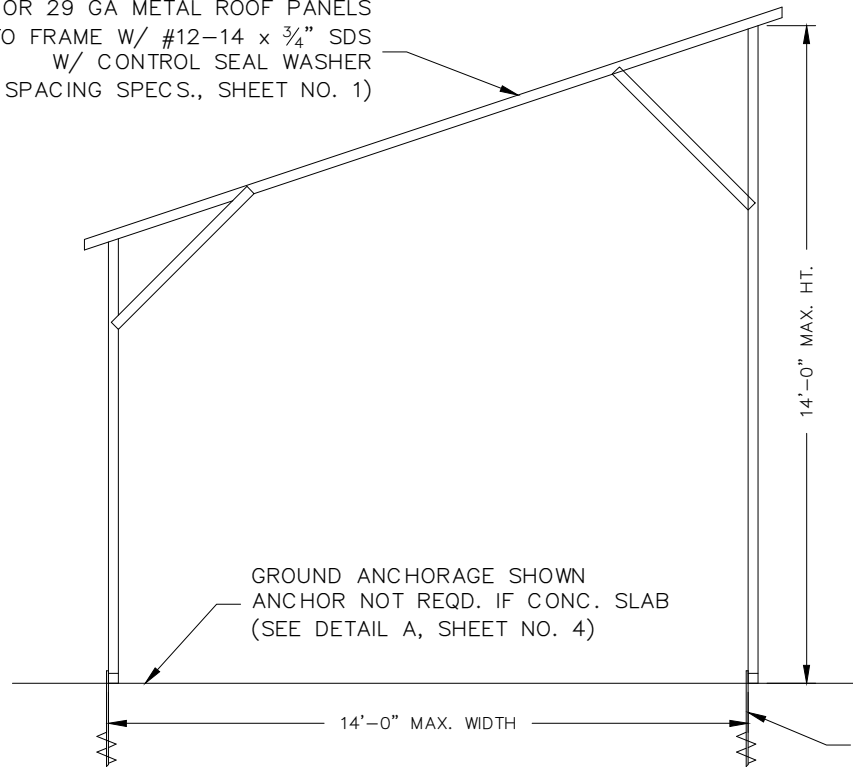 OR 29 GA METAL ROOF PANELS
TO FRAME W/ #12-14 x ¾" SDS
W/ CONTROL SEAL WASHER
SPACING SPECS., SHEET NO. 1)
14'-0" MAX. HT.
GROUND ANCHORAGE SHOWN
ANCHOR NOT REQD. IF CONC. SLAB
(SEE DETAIL A, SHEET NO. 4)
14'-0" MAX. WIDTH